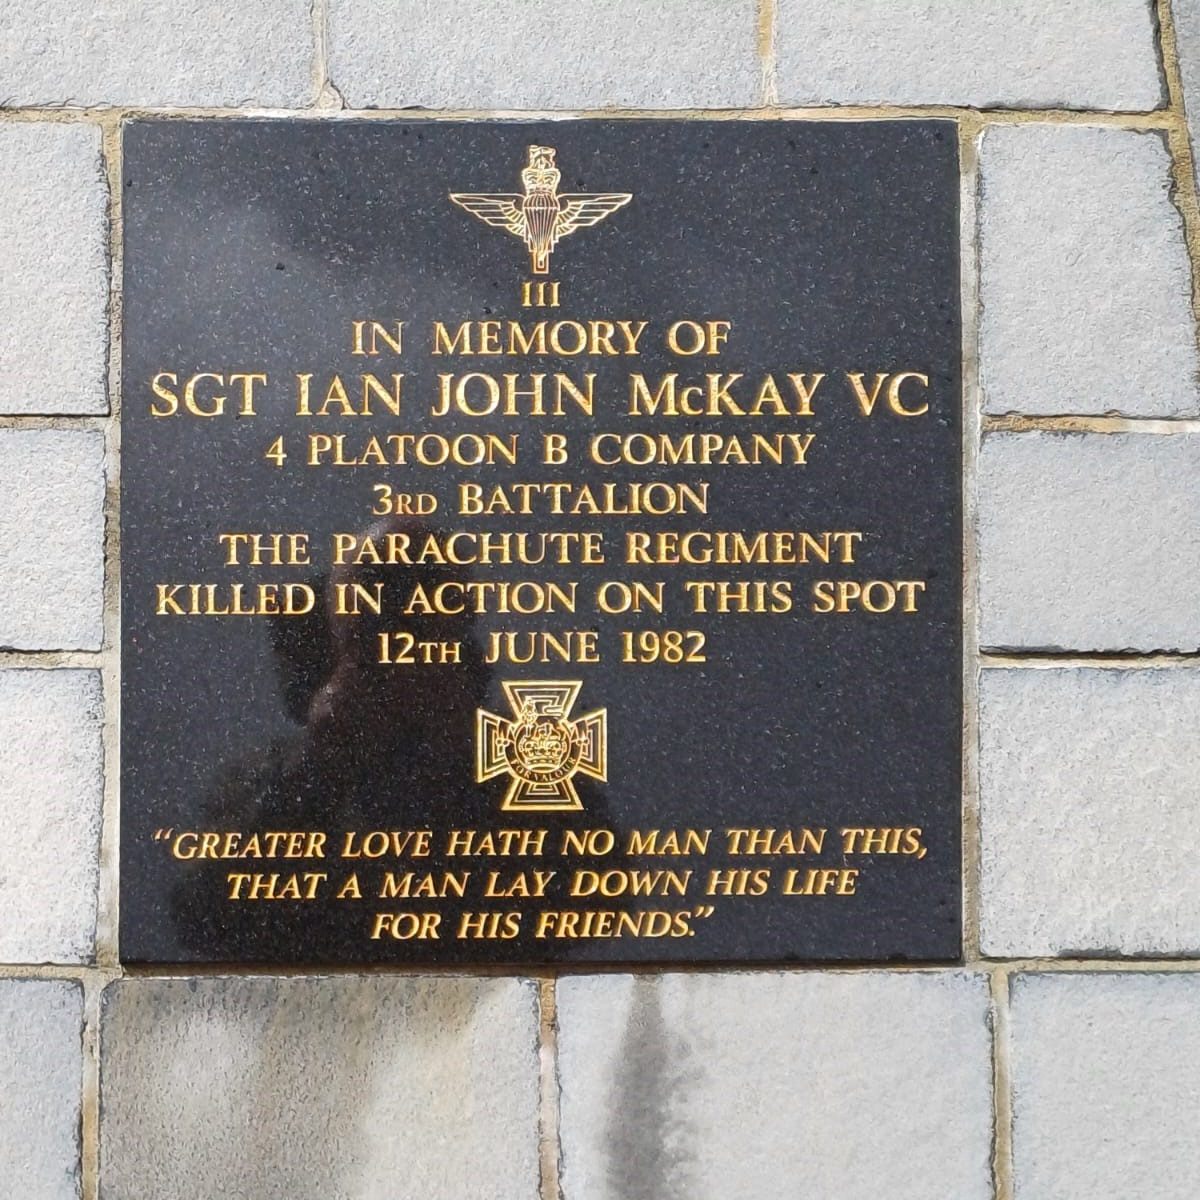 III
IN MEMORY OF
SGT IAN JOHN McKAY VC
4 PLATOON B COMPANY
3RD BATTALION
THE PARACHUTE REGIMENT
KILLED IN ACTION ON THIS SPOT
12TH JUNE 1982
FOR VALOUR
“GREATER LOVE HATH NO MAN THAN THIS,
THAT A MAN LAY DOWN HIS LIFE
FOR HIS FRIENDS.”